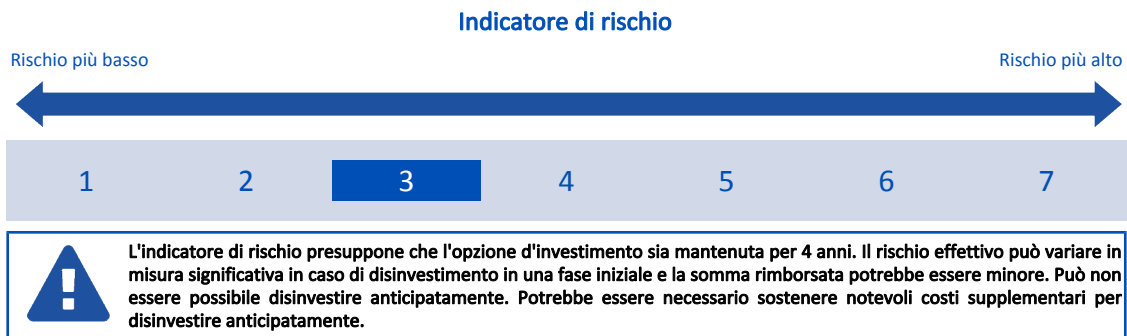 Indicatore di rischio
Rischio più basso
Rischio più alto
1 2 3 4 5 6 7
L'indicatore di rischio presuppone che l'opzione d'investimento sia mantenuta per 4 anni. Il rischio effettivo può variare in
misura significativa in caso di disinvestimento in una fase iniziale e la somma rimborsata potrebbe essere minore. Può non
essere possibile disinvestire anticipatamente. Potrebbe essere necessario sostenere notevoli costi supplementari per
disinvestire anticipatamente.